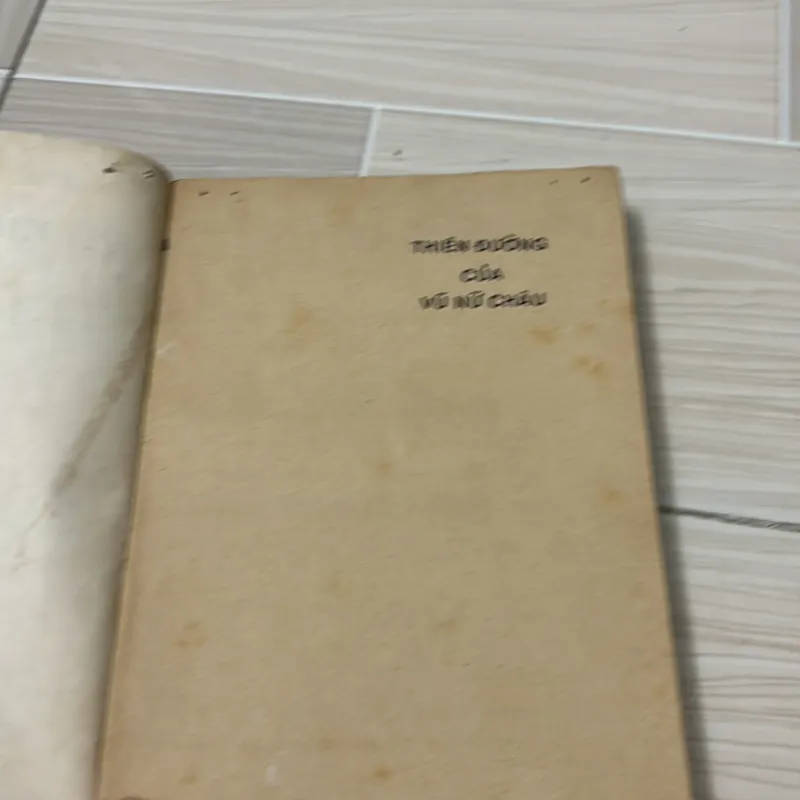 THIÊN ĐƯỜNG
CỦA
VŨ NỮ CHÂU